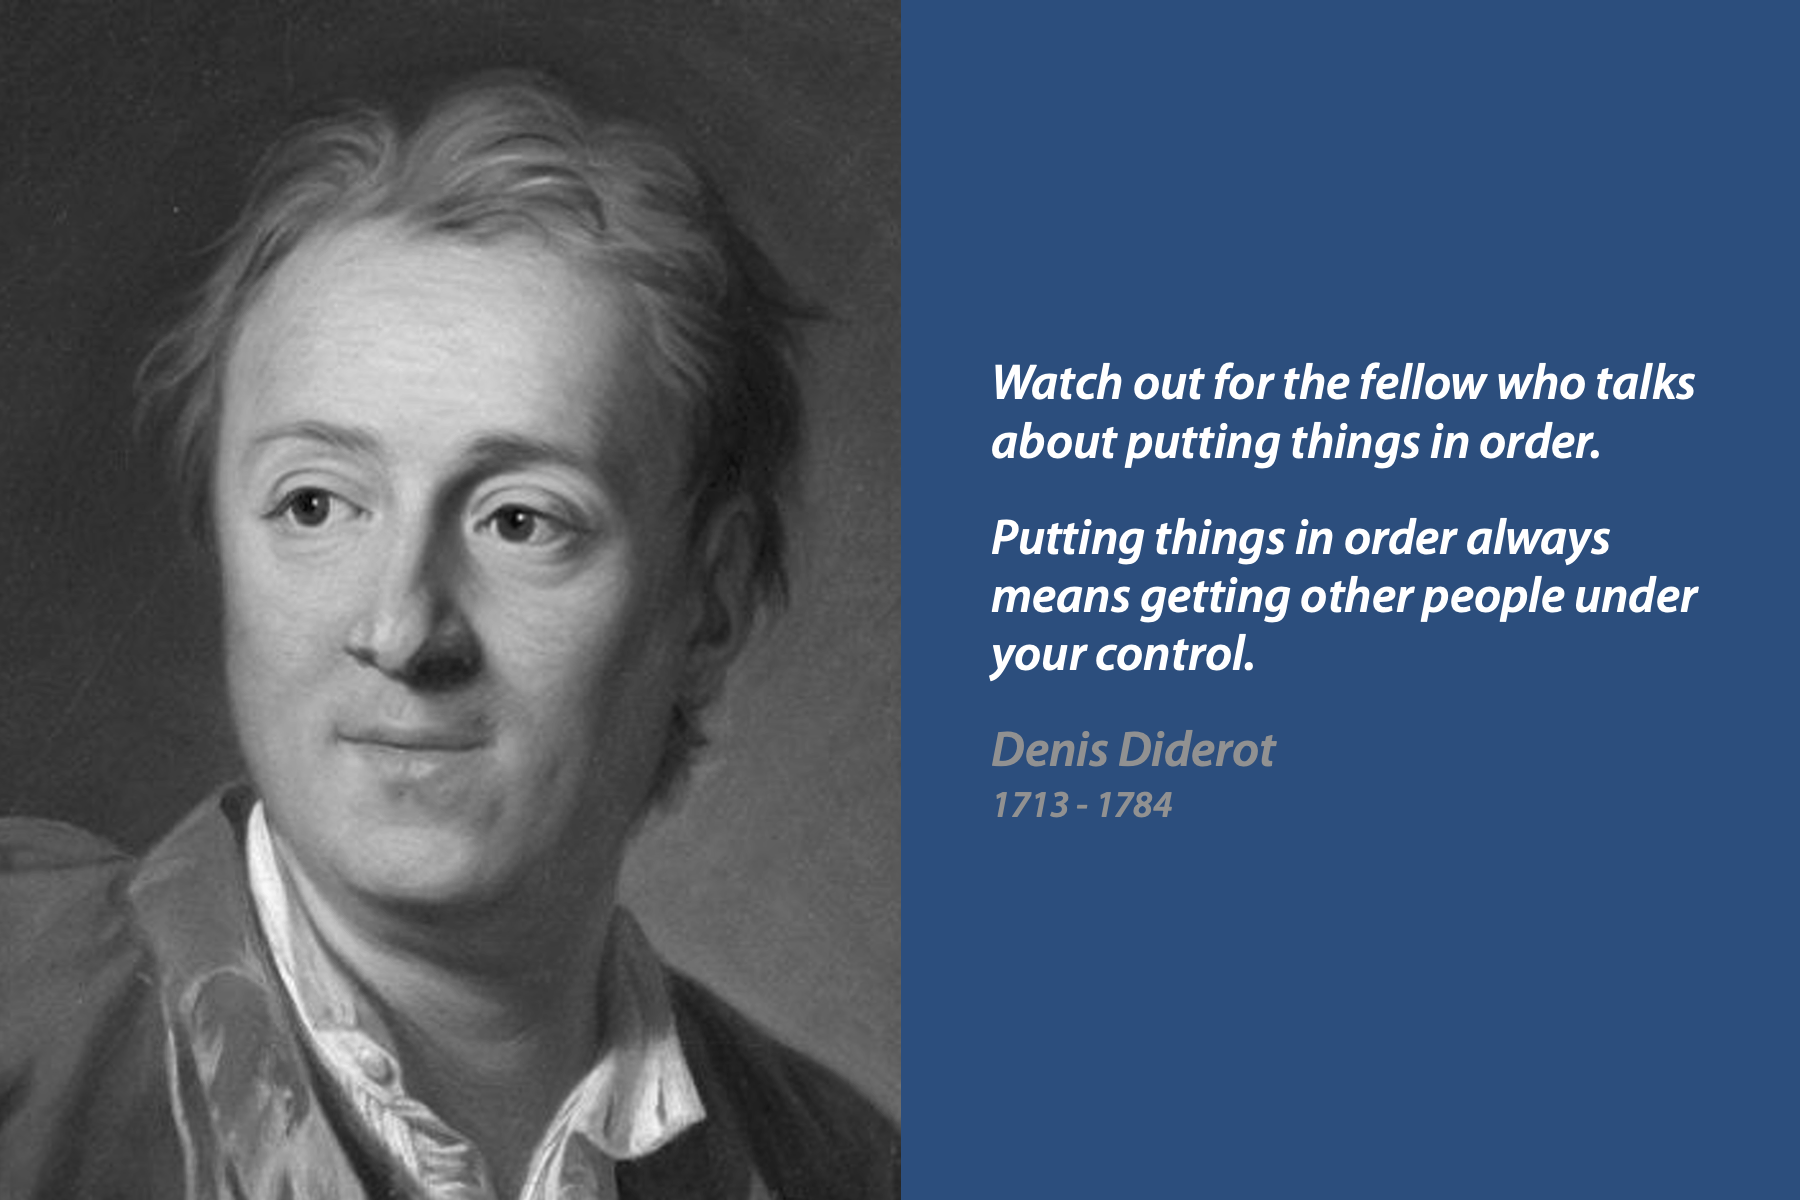 Watch out for the fellow who talks
about putting things in order.
Putting things in order always
means getting other people under
your control.
Denis Diderot
1713 - 1784